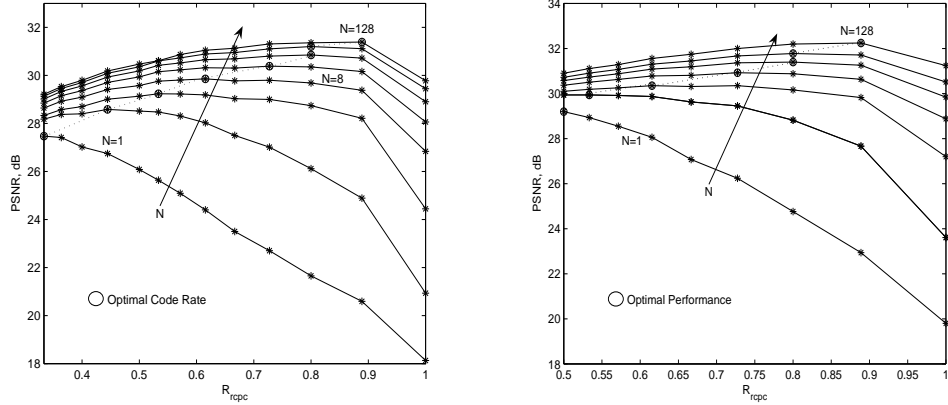 32
30
28
26
24
22
20
18
PSNR, dB
N=128
N=8
N=1
N
Optimal Code Rate
0.4 0.5 0.6 0.7 0.8 0.9 1
R_rcpc
34
32
30
28
26
24
22
20
18
PSNR, dB
N=128
N=1
N
Optimal Performance
0.5 0.55 0.6 0.65 0.7 0.75 0.8 0.85 0.9 0.95 1
R_rcpc